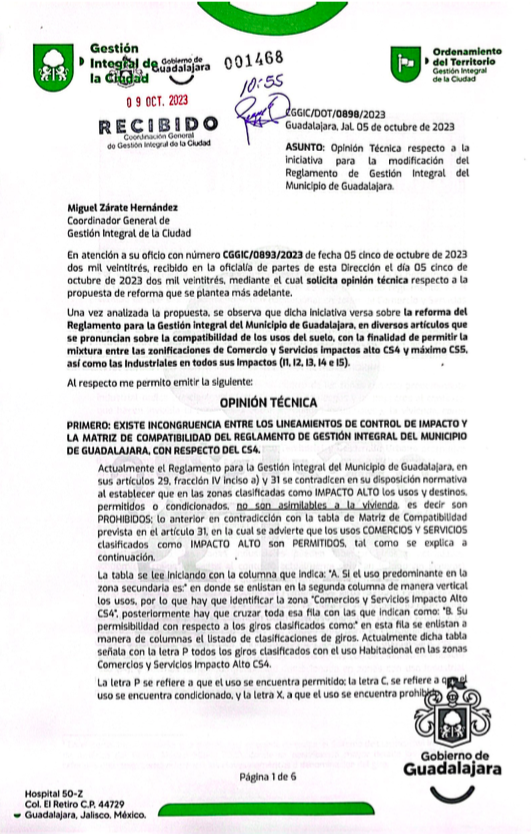 Gestión
Integral de
la Ciudad
Gobierno de
Guadalajara
001468
10:55
Ordenamiento
del Territorio
Gestión Integral
de la Ciudad
09 OCT. 2023
RECIBIDO
Coordinación General
de Gestión Integral de la Ciudad
CGGIC/DOT/0898/2023
Guadalajara, Jal. 05 de octubre de 2023
ASUNTO: Opinión Técnica respecto a la
iniciativa para la modificación del
Reglamento de Gestión Integral del
Municipio de Guadalajara.
Miguel Zárate Hernández
Coordinador General de
Gestión Integral de la Ciudad
En atención a su oficio con número CGGIC/0893/2023 de fecha 05 cinco de octubre de 2023
dos mil veintitrés, recibido en la oficialía de partes de esta Dirección el día 05 cinco de
octubre de 2023 dos mil veintitrés, mediante el cual solicita opinión técnica respecto a la
propuesta de reforma que se plantea más adelante.
Una vez analizada la propuesta, se observa que dicha iniciativa versa sobre la reforma del
Reglamento para la Gestión integral del Municipio de Guadalajara, en diversos artículos que
se pronuncian sobre la compatibilidad de los usos del suelo, con la finalidad de permitir la
mixtura entre las zonificaciones de Comercio y Servicios impactos alto CS4 y máximo CS5,
así como las Industriales en todos sus Impactos (I1, I2, I3, I4 e I5).
Al respecto me permito emitir la siguiente:
OPINIÓN TÉCNICA
PRIMERO: EXISTE INCONGRUENCIA ENTRE LOS LINEAMIENTOS DE CONTROL DE IMPACTO Y
LA MATRIZ DE COMPATIBILIDAD DEL REGLAMENTO DE GESTIÓN INTEGRAL DEL MUNICIPIO
DE GUADALAJARA, CON RESPECTO DEL CS4.
Actualmente el Reglamento para la Gestión Integral del Municipio de Guadalajara, en
sus artículos 29, fracción IV inciso a) y 31 se contradicen en su disposición normativa
al establecer que en las zonas clasificadas como IMPACTO ALTO los usos y destinos,
permitidos o condicionados, no son asimilables a la vivienda, es decir son
PROHIBIDOS; lo anterior en contradicción con la tabla de Matriz de Compatibilidad
prevista en el artículo 31, en la cual se advierte que los usos COMERCIOS Y SERVICIOS
clasificados como IMPACTO ALTO son PERMITIDOS, tal como se explica a
continuación.
La tabla se lee iniciando con la columna que indica: "A. Si el uso predominante en la
zona secundaria es:" en donde se enlistan en la segunda columna de manera vertical
los usos, por lo que hay que identificar la zona "Comercios y Servicios Impacto Alto
CS4", posteriormente hay que cruzar toda esa fila con las que indican como: "B. Su
permisibilidad con respecto a los giros clasificados como:" en esta fila se enlistan a
manera de columnas el listado de clasificaciones de giros. Actualmente dicha tabla
señala con la letra P todos los giros clasificados con el uso Habitacional en las zonas
Comercios y Servicios Impacto Alto CS4.
La letra P se refiere a que el uso se encuentra permitido; la letra C, se refiere a que el
uso se encuentra condicionado, y la letra X, a que el uso se encuentra prohibido
Gobierno de
Guadalajara
Página 1 de 6
Hospital 50-Z
Col. El Retiro C.P. 44729
Guadalajara, Jalisco. México.